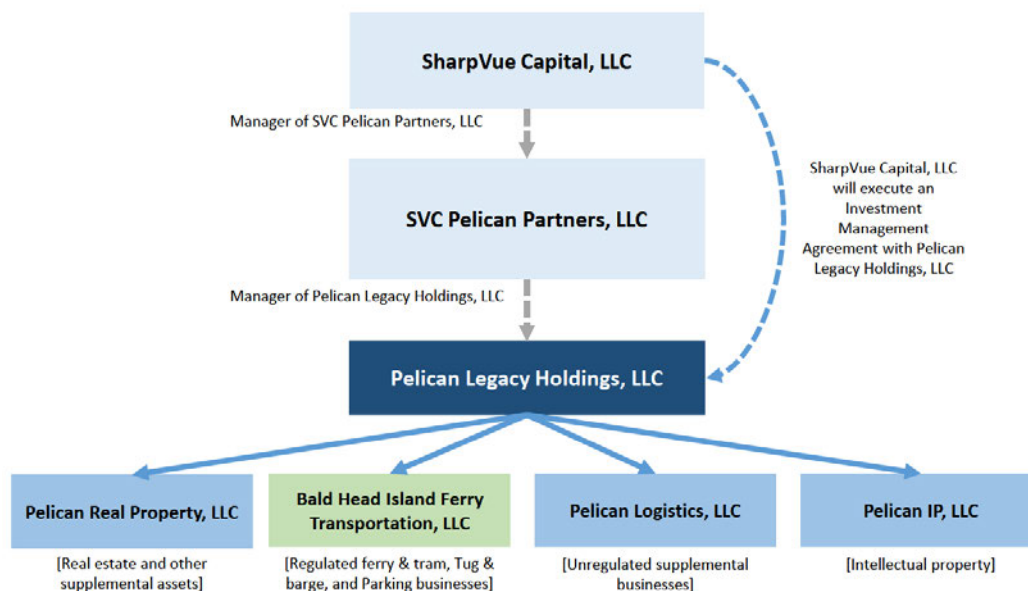 SharpVue Capital, LLC
Manager of SVC Pelican Partners, LLC
SVC Pelican Partners, LLC
SharpVue Capital, LLC
will execute an
Investment
Management
Agreement with Pelican
Legacy Holdings, LLC
Manager of Pelican Legacy Holdings, LLC
Pelican Legacy Holdings, LLC
Pelican Real Property, LLC
[Real estate and other
supplemental assets]
Bald Head Island Ferry
Transportation, LLC
[Regulated ferry & tram, Tug &
barge, and Parking businesses]
Pelican Logistics, LLC
[Unregulated supplemental
businesses]
Pelican IP, LLC
[Intellectual property]